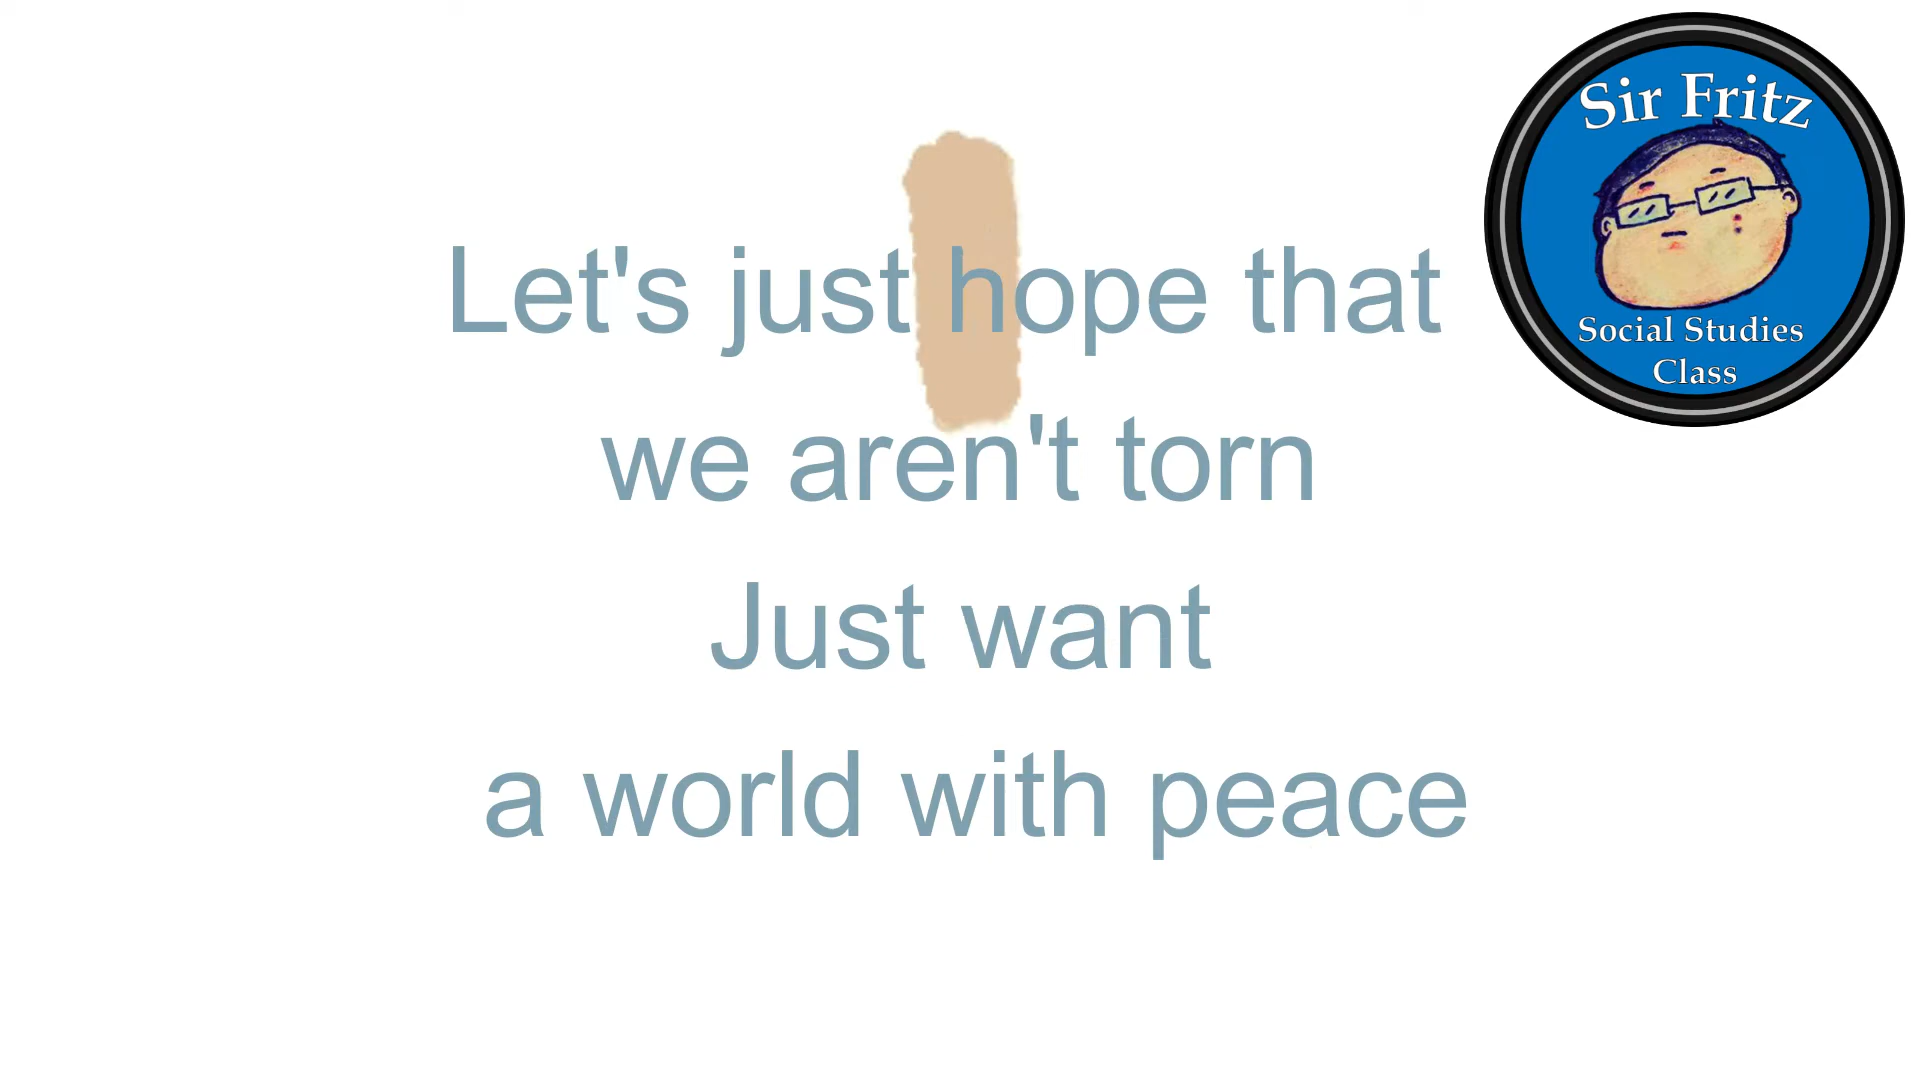 Let's just hope that
we aren't torn
Just want
a world with peace
Sir Fritz
Social Studies
Class